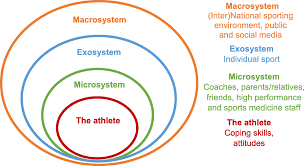 Macrosystem
Exosystem
Microsystem
The athlete
Macrosystem
(Inter)National sporting
environment, public
and social media
Exosystem
Individual sport
Microsystem
Coaches, parents/relatives,
friends, high performance
and sports medicine staff
The athlete
Coping skills,
attitudes